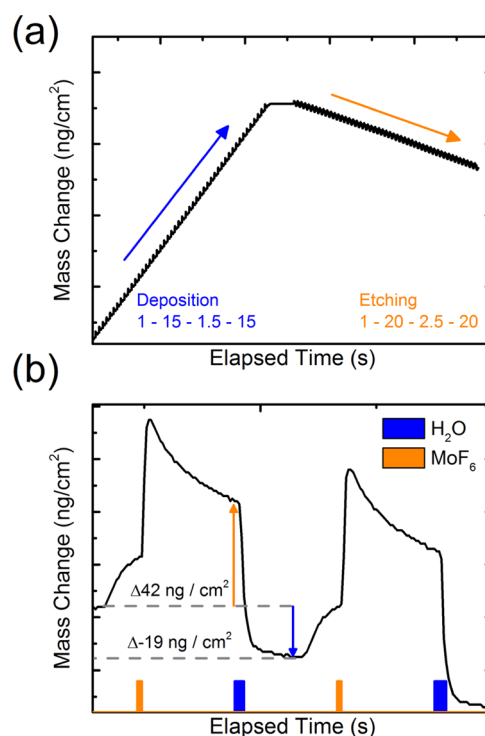 (a)
Mass Change (ng/cm²)
Deposition
1 - 15 - 1.5 - 15
Etching
1 - 20 - 2.5 - 20
Elapsed Time (s)
(b)
Mass Change (ng/cm²)
H₂O
MoF₆
Δ42 ng / cm²
Δ-19 ng / cm²
Elapsed Time (s)